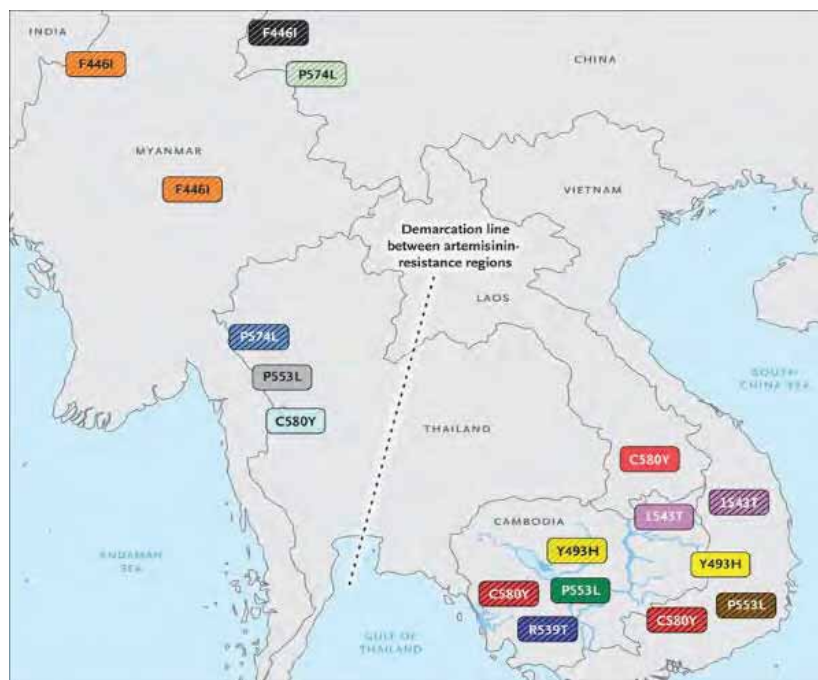 INDIA
F446I
F446I
CHINA
P574L
MYANMAR
F446I
VIETNAM
Demarcation line
between artemisinin-
resistance regions
LAOS
P574L
P553L
C580Y
SOUTH
CHINA SEA
THAILAND
C580Y
I543T
I543T
CAMBODIA
ANDAMAN
SEA
Y493H
Y493H
C580Y
P553L
P553L
C580Y
R539T
GULF OF
THAILAND